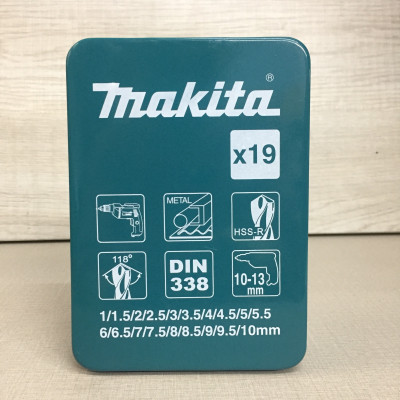 makita®
x19
METAL
HSS-R
118°
DIN
338
10-13
mm
1/1.5/2/2.5/3/3.5/4/4.5/5/5.5
6/6.5/7/7.5/8/8.5/9/9.5/10mm